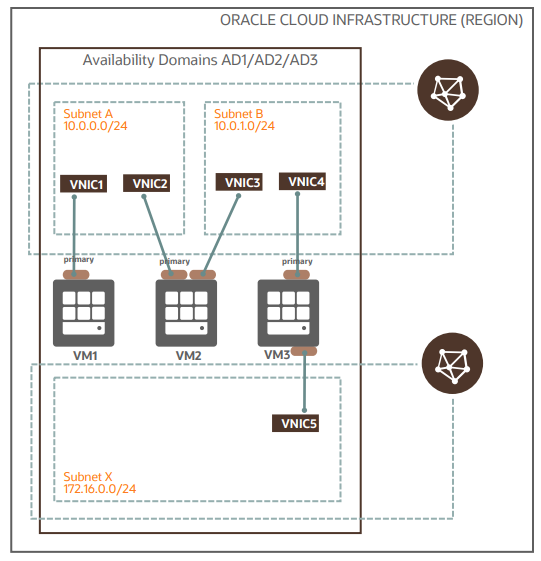 ORACLE CLOUD INFRASTRUCTURE (REGION)
Availability Domains AD1/AD2/AD3
Subnet A
10.0.0.0/24
Subnet B
10.0.1.0/24
VNIC1
VNIC2
VNIC3
VNIC4
primary
primary
primary
VM1
VM2
VM3
VNIC5
Subnet X
172.16.0.0/24